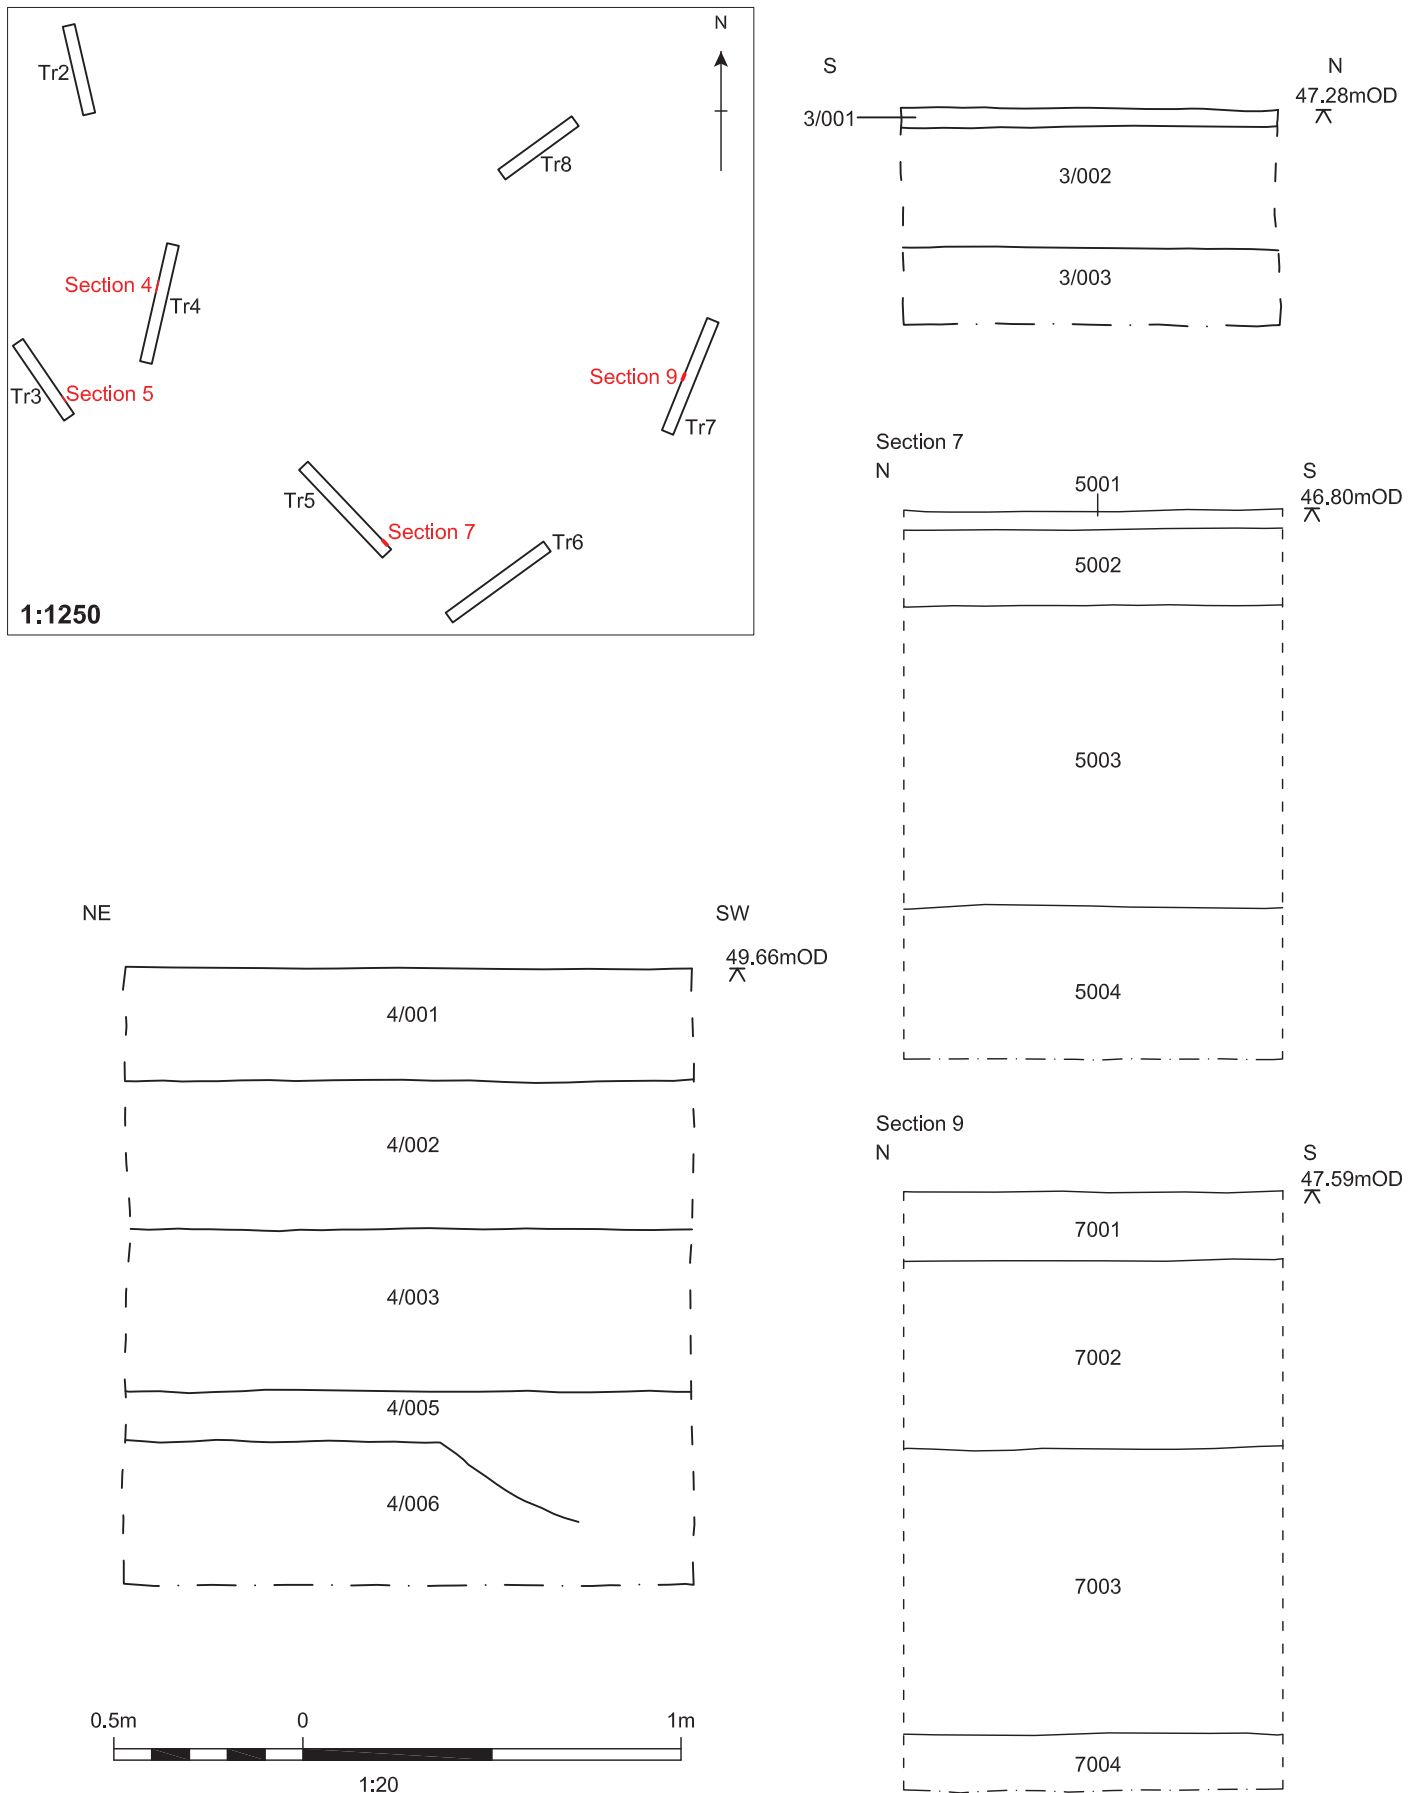 N
Tr2
Tr8
Section 4
Tr4
Tr3
Section 5
Section 9
Tr7
Tr5
Section 7
Tr6
1:1250
S
N
47.28mOD
3/001
3/002
3/003
Section 7
N
S
46.80mOD
5001
5002
5003
5004
NE
SW
49.66mOD
4/001
4/002
4/003
4/005
4/006
Section 9
N
S
47.59mOD
7001
7002
7003
7004
0.5m
0
1m
1:20